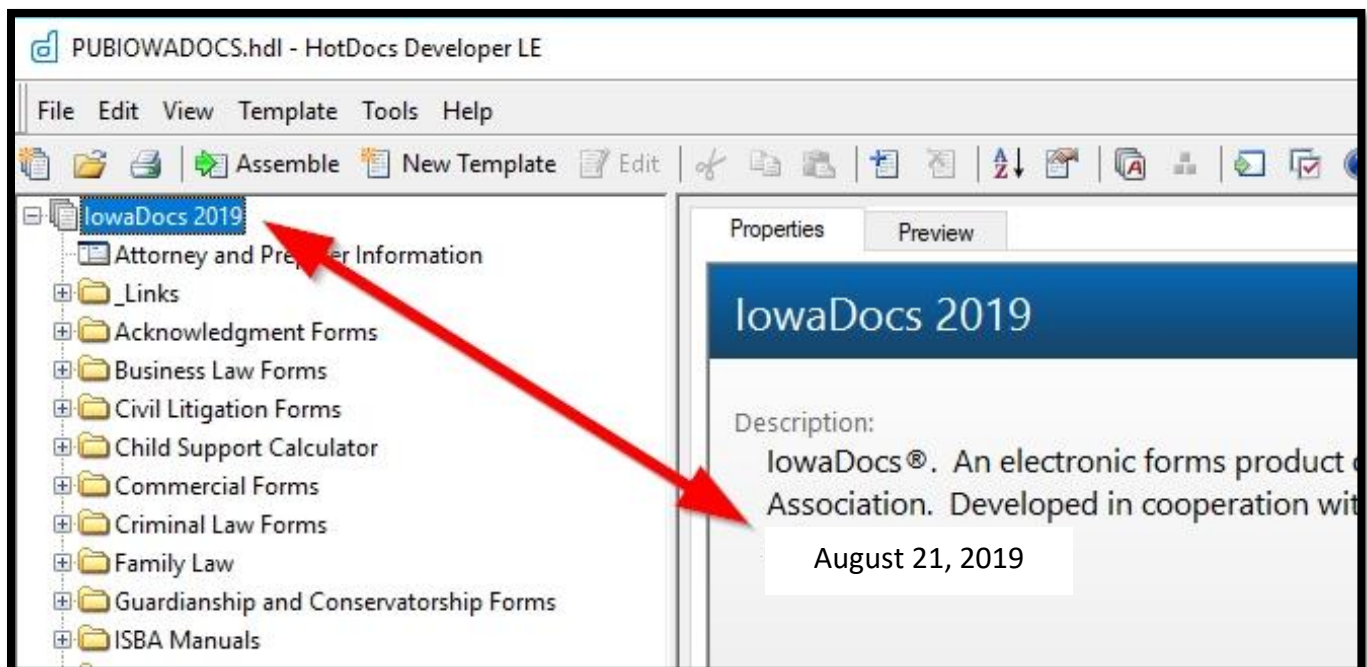 PUBIOWADOCS.hdl - HotDocs Developer LE
File Edit View Template Tools Help
Assemble New Template Edit
IowaDocs 2019
Attorney and Preparer Information
_Links
Acknowledgment Forms
Business Law Forms
Civil Litigation Forms
Child Support Calculator
Commercial Forms
Criminal Law Forms
Family Law
Guardianship and Conservatorship Forms
ISBA Manuals
Properties Preview
IowaDocs 2019
Description:
IowaDocs®. An electronic forms product
Association. Developed in cooperation wit
August 21, 2019